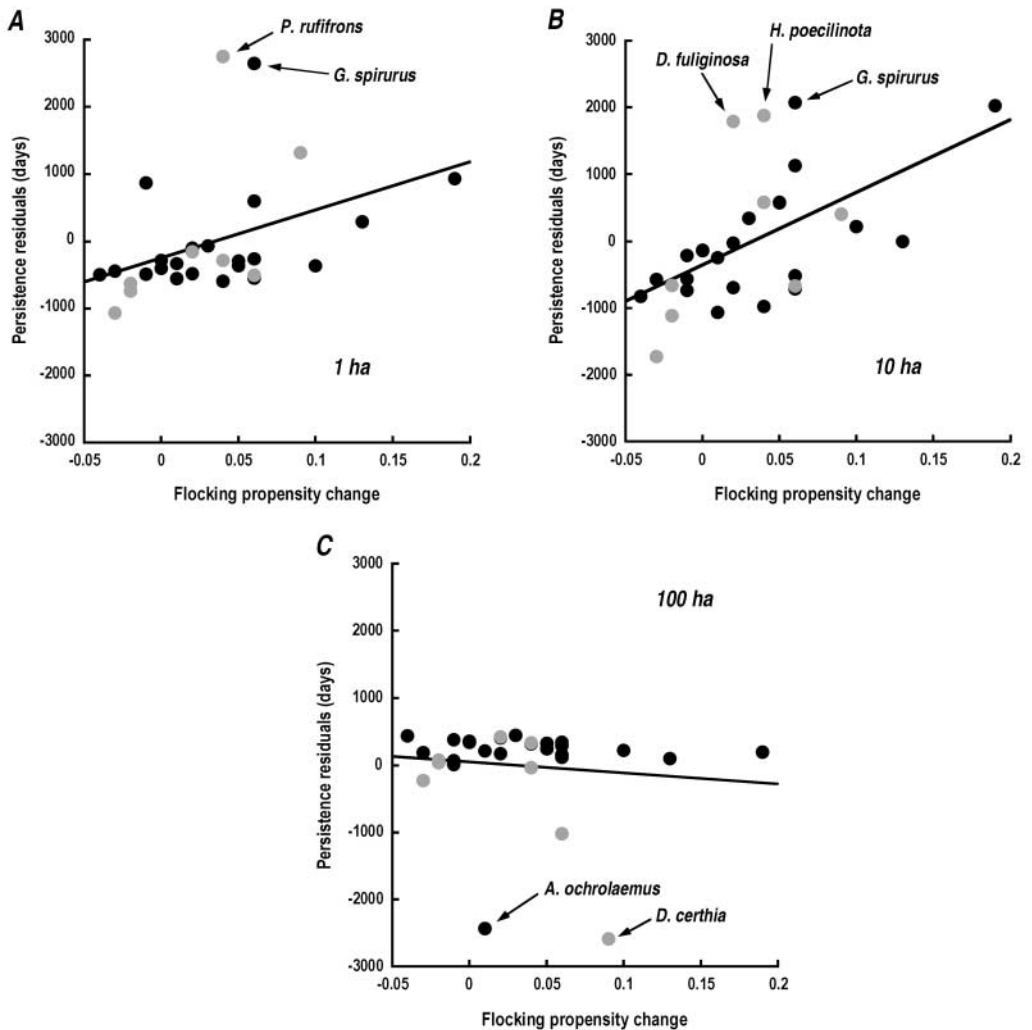 A
3000
2000
1000
0
-1000
-2000
-3000
-0.05
0
0.05
0.1
0.15
0.2
Persistence residuals (days)
Flocking propensity change
P. rufifrons
G. spirurus
1 ha
B
3000
2000
1000
0
-1000
-2000
-3000
-0.05
0
0.05
0.1
0.15
0.2
Persistence residuals (days)
Flocking propensity change
H. poecilinota
D. fuliginosa
G. spirurus
10 ha
C
3000
2000
1000
0
-1000
-2000
-3000
-0.05
0
0.05
0.1
0.15
0.2
Persistence residuals (days)
Flocking propensity change
100 ha
A. ochrolaemus
D. certhia